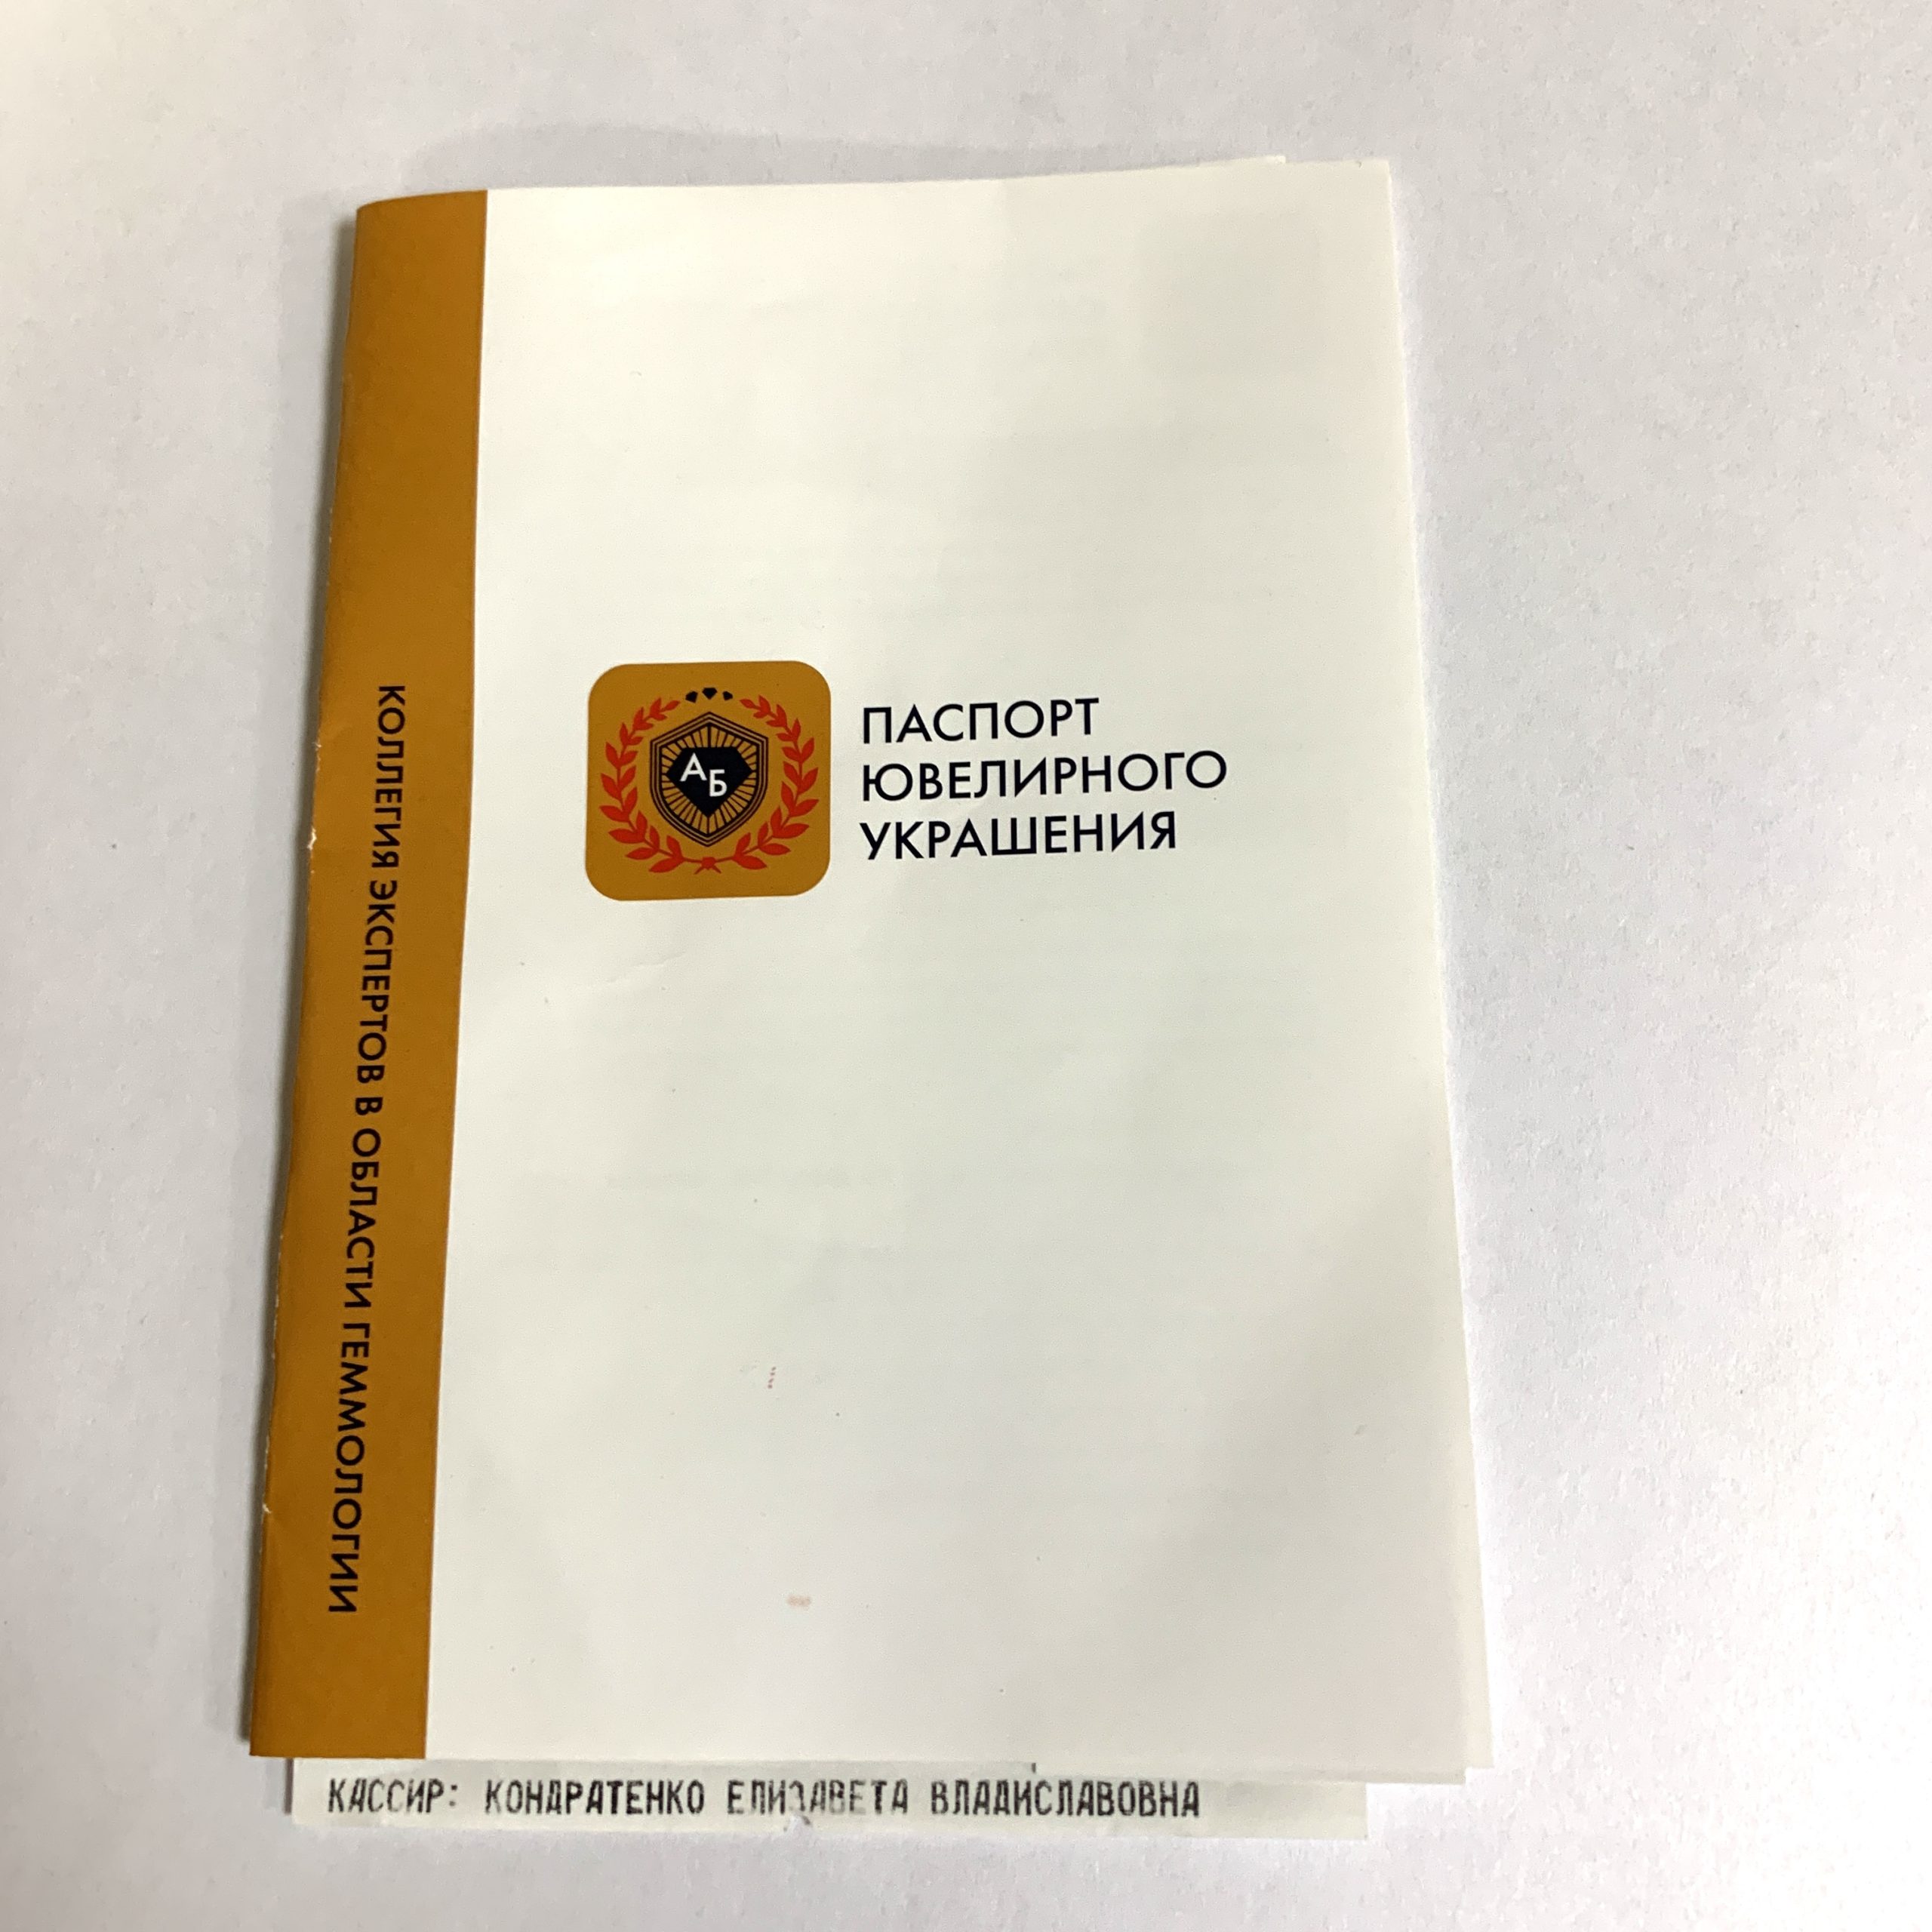 КОЛЛЕГИЯ ЭКСПЕРТОВ В ОБЛАСТИ ГЕММОЛОГИИ
АБ
ПАСПОРТ
ЮВЕЛИРНОГО
УКРАШЕНИЯ
КАССИР: КОНДРАТЕНКО ЕЛИЗАВЕТА ВЛАДИСЛАВОВНА